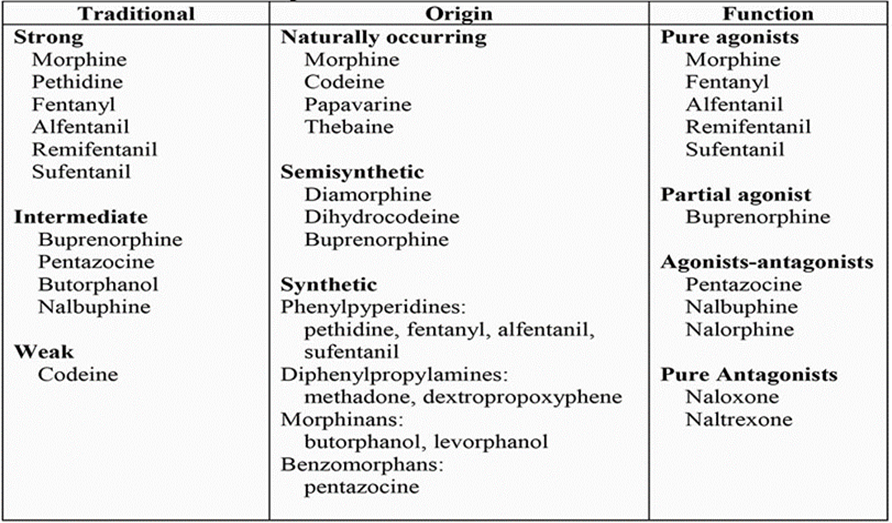 Traditional
Strong
Morphine
Pethidine
Fentanyl
Alfentanil
Remifentanil
Sufentanil
Intermediate
Buprenorphine
Pentazocine
Butorphanol
Nalbuphine
Weak
Codeine
Origin
Naturally occurring
Morphine
Codeine
Papavarine
Thebaine
Semisynthetic
Diamorphine
Dihydrocodeine
Buprenorphine
Synthetic
Phenylpyperidines:
pethidine, fentanyl, alfentanil,
sufentanil
Diphenylpropylamines:
methadone, dextropropoxyphene
Morphinans:
butorphanol, levorphanol
Benzomorphans:
pentazocine
Function
Pure agonists
Morphine
Fentanyl
Alfentanil
Remifentanil
Sufentanil
Partial agonist
Buprenorphine
Agonists-antagonists
Pentazocine
Nalbuphine
Nalorphine
Pure Antagonists
Naloxone
Naltrexone